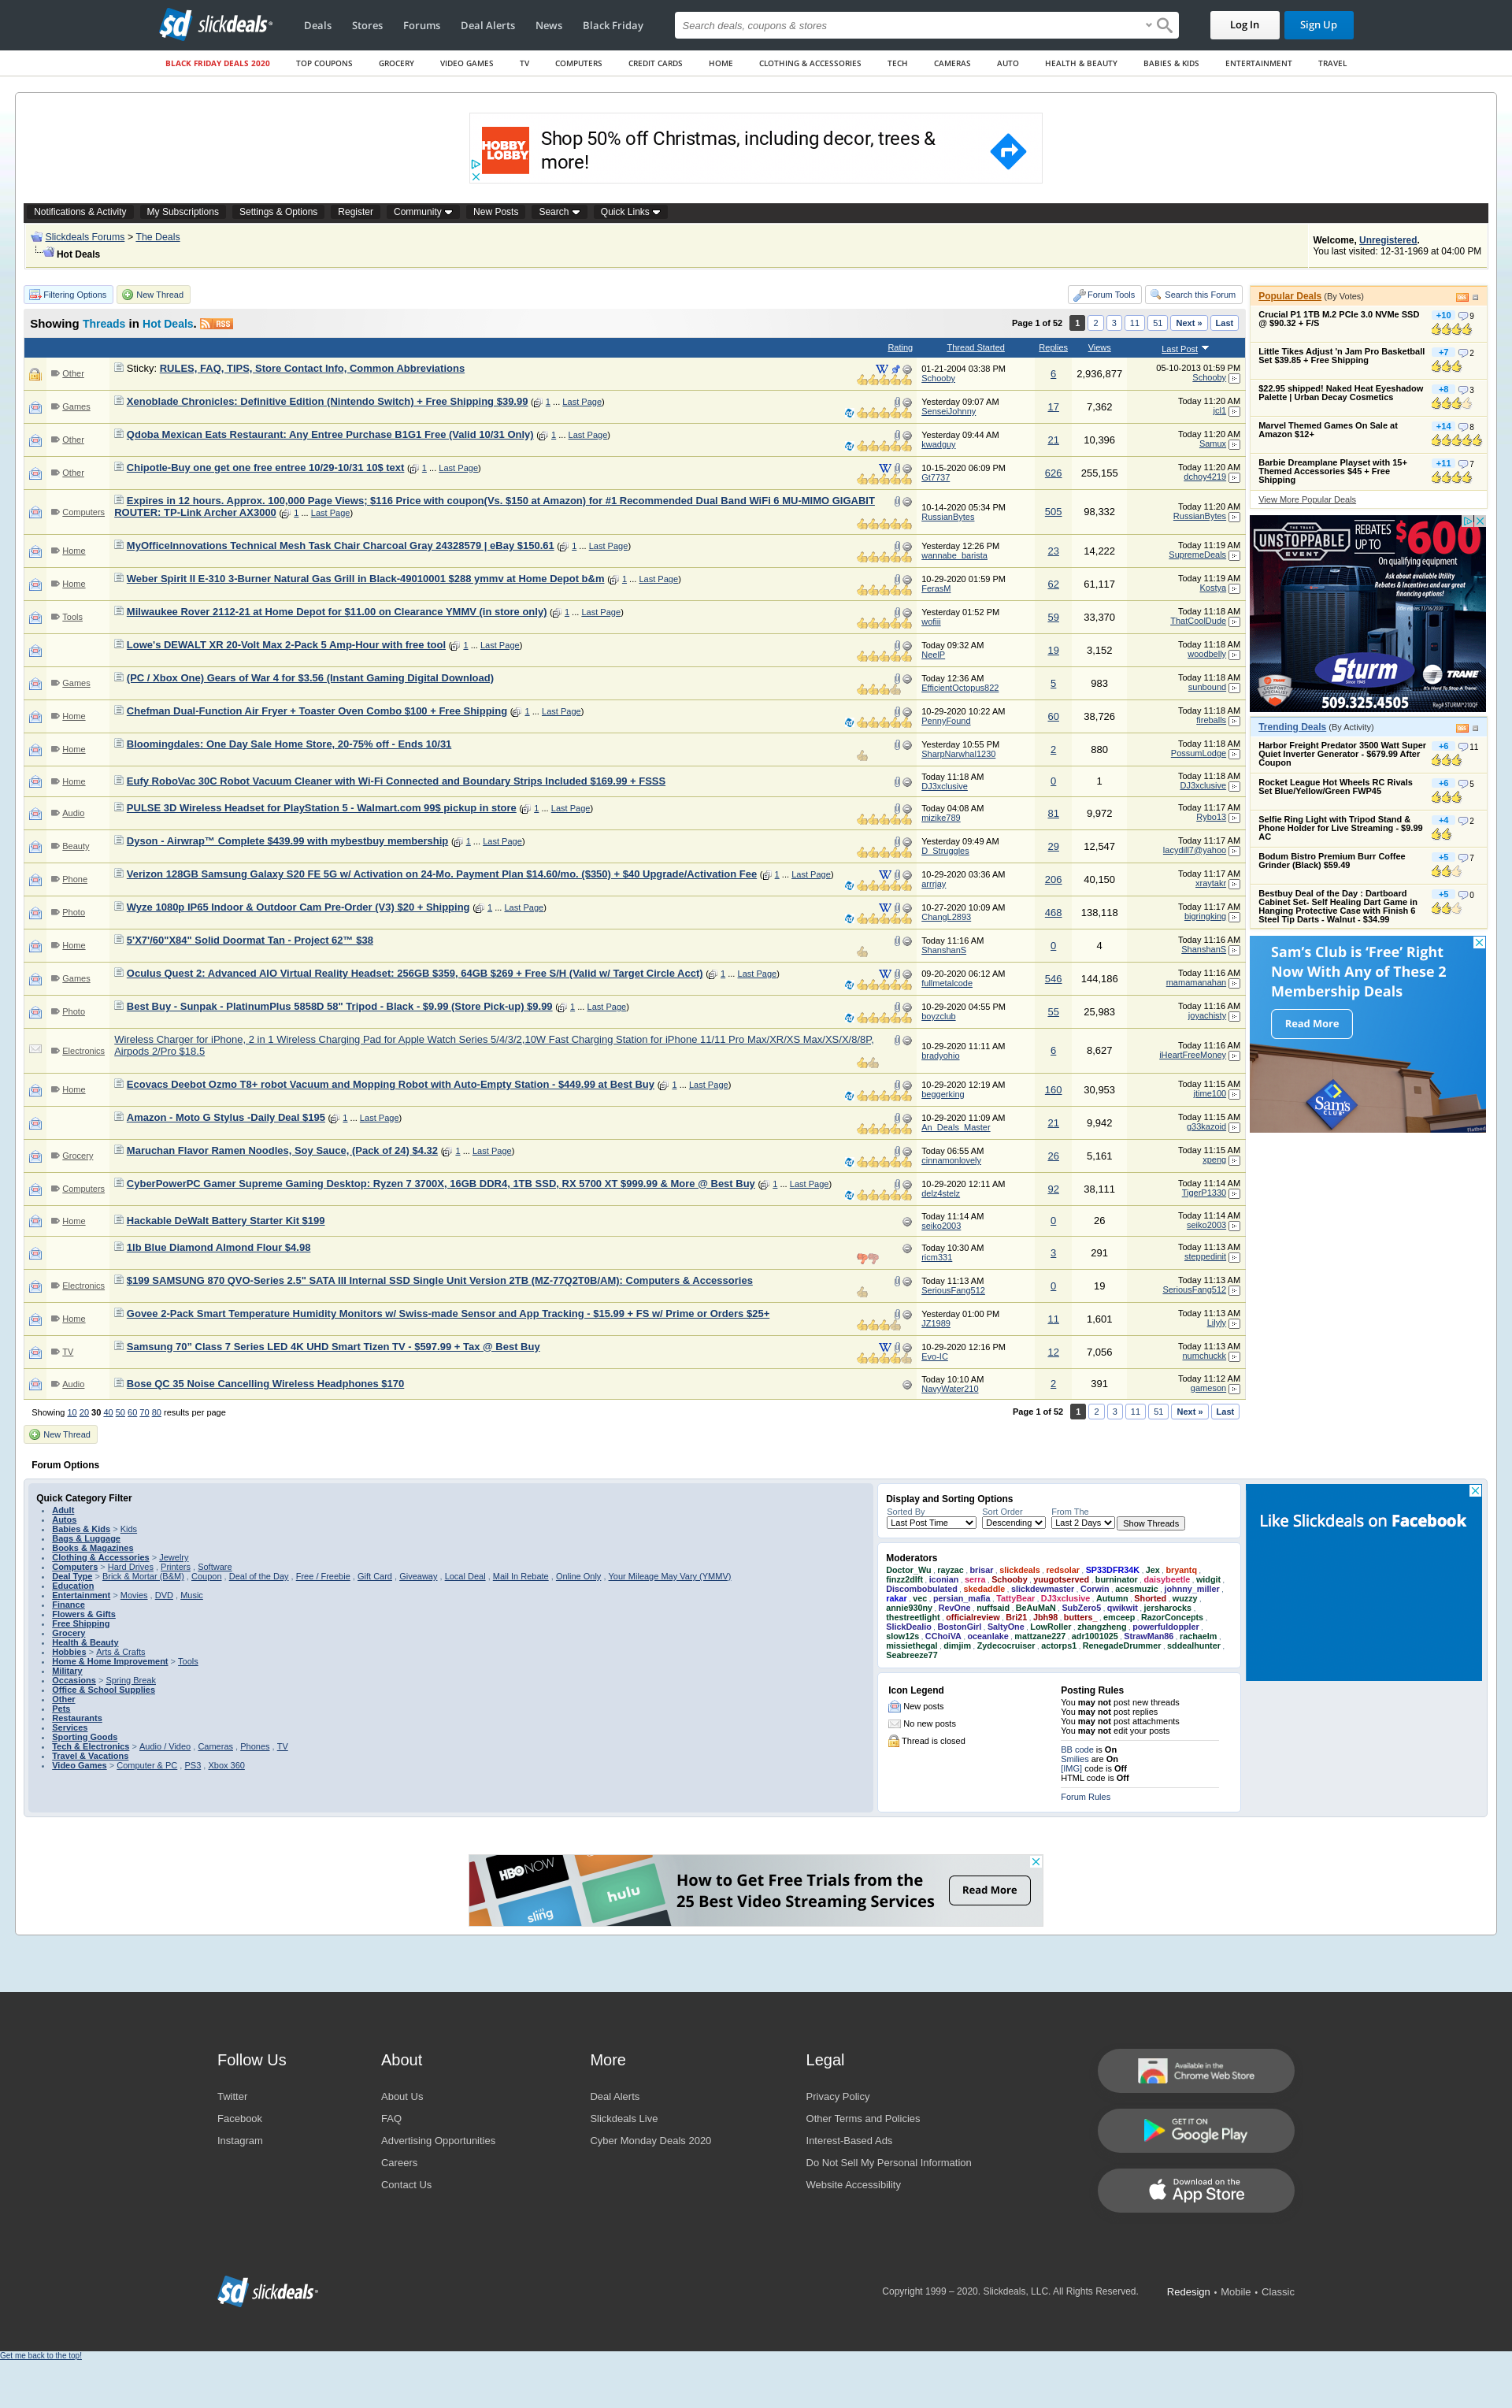 sd slickdeals
Deals Stores Forums Deal Alerts News Black Friday
Search deals, coupons & stores
Log In Sign Up
BLACK FRIDAY DEALS 2020 TOP COUPONS GROCERY VIDEO GAMES TV COMPUTERS CREDIT CARDS HOME CLOTHING & ACCESSORIES TECH CAMERAS AUTO HEALTH & BEAUTY BABIES & KIDS ENTERTAINMENT TRAVEL
HOBBY LOBBY
Shop 50% off Christmas, including decor, trees &
more!
Notifications & Activity My Subscriptions Settings & Options Register Community New Posts Search Quick Links
Slickdeals Forums > The Deals
Hot Deals
Welcome, Unregistered.
You last visited: 12-31-1969 at 04:00 PM
Filtering Options New Thread Forum Tools Search this Forum
Showing Threads in Hot Deals. RSS
Page 1 of 52 1 2 3 11 51 Next » Last
Rating Thread Started Replies Views Last Post
Other Sticky: RULES, FAQ, TIPS, Store Contact Info, Common Abbreviations 01-21-2004 03:38 PM Schooby 6 2,936,877 05-10-2013 01:59 PM Schooby
Games Xenoblade Chronicles: Definitive Edition (Nintendo Switch) + Free Shipping $39.99 ( 1 ... Last Page) Yesterday 09:07 AM SenseiJohnny 17 7,362 Today 11:20 AM jcl1
Other Qdoba Mexican Eats Restaurant: Any Entree Purchase B1G1 Free (Valid 10/31 Only) ( 1 ... Last Page) Yesterday 09:44 AM kwadguy 21 10,396 Today 11:20 AM Samux
Other Chipotle-Buy one get one free entree 10/29-10/31 10$ text ( 1 ... Last Page) 10-15-2020 06:09 PM Gt7737 626 255,155 Today 11:20 AM dchoy4219
Computers Expires in 12 hours. Approx. 100,000 Page Views; $116 Price with coupon(Vs. $150 at Amazon) for #1 Recommended Dual Band WiFi 6 MU-MIMO GIGABIT
ROUTER: TP-Link Archer AX3000 ( 1 ... Last Page) 10-14-2020 05:34 PM RussianBytes 505 98,332 Today 11:20 AM RussianBytes
Home MyOfficeInnovations Technical Mesh Task Chair Charcoal Gray 24328579 | eBay $150.61 ( 1 ... Last Page) Yesterday 12:26 PM wannabe_barista 23 14,222 Today 11:19 AM SupremeDeals
Home Weber Spirit II E-310 3-Burner Natural Gas Grill in Black-49010001 $288 ymmv at Home Depot b&m ( 1 ... Last Page) 10-29-2020 01:59 PM FerasM 62 61,117 Today 11:19 AM Kostya
Tools Milwaukee Rover 2112-21 at Home Depot for $11.00 on Clearance YMMV (in store only) ( 1 ... Last Page) Yesterday 01:52 PM wofiii 59 33,370 Today 11:18 AM ThatCoolDude
Lowe's DEWALT XR 20-Volt Max 2-Pack 5 Amp-Hour with free tool ( 1 ... Last Page) Today 09:32 AM NeelP 19 3,152 Today 11:18 AM woodbelly
Games (PC / Xbox One) Gears of War 4 for $3.56 (Instant Gaming Digital Download) Today 12:36 AM EfficientOctopus822 5 983 Today 11:18 AM sunbound
Home Chefman Dual-Function Air Fryer + Toaster Oven Combo $100 + Free Shipping ( 1 ... Last Page) 10-29-2020 10:22 AM PennyFound 60 38,726 Today 11:18 AM fireballs
Home Bloomingdales: One Day Sale Home Store, 20-75% off - Ends 10/31 Yesterday 10:55 PM SharpNarwhal1230 2 880 Today 11:18 AM PossumLodge
Home Eufy RoboVac 30C Robot Vacuum Cleaner with Wi-Fi Connected and Boundary Strips Included $169.99 + FSSS Today 11:18 AM DJ3xclusive 0 1 Today 11:18 AM DJ3xclusive
Audio PULSE 3D Wireless Headset for PlayStation 5 - Walmart.com 99$ pickup in store ( 1 ... Last Page) Today 04:08 AM mizike789 81 9,972 Today 11:17 AM Rybo13
Beauty Dyson - Airwrap™ Complete $439.99 with mybestbuy membership ( 1 ... Last Page) Yesterday 09:49 AM D_Struggles 29 12,547 Today 11:17 AM lacydill7@yahoo
Phone Verizon 128GB Samsung Galaxy S20 FE 5G w/ Activation on 24-Mo. Payment Plan $14.60/mo. ($350) + $40 Upgrade/Activation Fee ( 1 ... Last Page) 10-29-2020 03:36 AM arrrjay 206 40,150 Today 11:17 AM xraytakr
Photo Wyze 1080p IP65 Indoor & Outdoor Cam Pre-Order (V3) $20 + Shipping ( 1 ... Last Page) 10-27-2020 10:09 AM ChangL2893 468 138,118 Today 11:17 AM bigringking
Home 5'X7'/60"X84" Solid Doormat Tan - Project 62™ $38 Today 11:16 AM ShanshanS 0 4 Today 11:16 AM ShanshanS
Games Oculus Quest 2: Advanced AIO Virtual Reality Headset: 256GB $359, 64GB $269 + Free S/H (Valid w/ Target Circle Acct) ( 1 ... Last Page) 09-20-2020 06:12 AM fullmetalcode 546 144,186 Today 11:16 AM mamamanahan
Photo Best Buy - Sunpak - PlatinumPlus 5858D 58" Tripod - Black - $9.99 (Store Pick-up) $9.99 ( 1 ... Last Page) 10-29-2020 04:55 PM boyzclub 55 25,983 Today 11:16 AM joyachisty
Electronics Wireless Charger for iPhone, 2 in 1 Wireless Charging Pad for Apple Watch Series 5/4/3/2,10W Fast Charging Station for iPhone 11/11 Pro Max/XR/XS Max/XS/X/8/8P,
Airpods 2/Pro $18.5 10-29-2020 11:11 AM bradyohio 6 8,627 Today 11:16 AM iHeartFreeMoney
Home Ecovacs Deebot Ozmo T8+ robot Vacuum and Mopping Robot with Auto-Empty Station - $449.99 at Best Buy ( 1 ... Last Page) 10-29-2020 12:19 AM beggerking 160 30,953 Today 11:15 AM jtime100
Amazon - Moto G Stylus -Daily Deal $195 ( 1 ... Last Page) 10-29-2020 11:09 AM An_Deals_Master 21 9,942 Today 11:15 AM g33kazoid
Grocery Maruchan Flavor Ramen Noodles, Soy Sauce, (Pack of 24) $4.32 ( 1 ... Last Page) Today 06:55 AM cinnamonlovely 26 5,161 Today 11:15 AM xpeng
Computers CyberPowerPC Gamer Supreme Gaming Desktop: Ryzen 7 3700X, 16GB DDR4, 1TB SSD, RX 5700 XT $999.99 & More @ Best Buy ( 1 ... Last Page) 10-29-2020 12:11 AM delz4stelz 92 38,111 Today 11:14 AM TigerP1330
Home Hackable DeWalt Battery Starter Kit $199 Today 11:14 AM seiko2003 0 26 Today 11:14 AM seiko2003
1lb Blue Diamond Almond Flour $4.98 Today 10:30 AM ricm331 3 291 Today 11:13 AM steppedinit
Electronics $199 SAMSUNG 870 QVO-Series 2.5" SATA III Internal SSD Single Unit Version 2TB (MZ-77Q2T0B/AM): Computers & Accessories Today 11:13 AM SeriousFang512 0 19 Today 11:13 AM SeriousFang512
Home Govee 2-Pack Smart Temperature Humidity Monitors w/ Swiss-made Sensor and App Tracking - $15.99 + FS w/ Prime or Orders $25+ Yesterday 01:00 PM JZ1989 11 1,601 Today 11:13 AM Lilyly
TV Samsung 70" Class 7 Series LED 4K UHD Smart Tizen TV - $597.99 + Tax @ Best Buy 10-29-2020 12:16 PM Evo-IC 12 7,056 Today 11:13 AM numchuckk
Audio Bose QC 35 Noise Cancelling Wireless Headphones $170 Today 10:10 AM NavyWater210 2 391 Today 11:12 AM gameson
Showing 10 20 30 40 50 60 70 80 results per page
Page 1 of 52 1 2 3 11 51 Next » Last
New Thread
Popular Deals (By Votes)
Crucial P1 1TB M.2 PCIe 3.0 NVMe SSD @ $90.32 + F/S +10 9
Little Tikes Adjust 'n Jam Pro Basketball Set $39.85 + Free Shipping +7 2
$22.95 shipped! Naked Heat Eyeshadow Palette | Urban Decay Cosmetics +8 3
Marvel Themed Games On Sale at Amazon $12+ +14 8
Barbie Dreamplane Playset with 15+ Themed Accessories $45 + Free Shipping +11 7
View More Popular Deals
UNSTOPPABLE EVENT
REBATES UP TO $600
On qualifying equipment
Ask about available Utility Rebates & Incentives and our great financing options!
Sturm
TRANE
It's Hard To Stop A Trane.
509.325.4505
Trending Deals (By Activity)
Harbor Freight Predator 3500 Watt Super Quiet Inverter Generator - $679.99 After Coupon +6 11
Rocket League Hot Wheels RC Rivals Set Blue/Yellow/Green FWP45 +6 5
Selfie Ring Light with Tripod Stand & Phone Holder for Live Streaming - $9.99 AC +4 2
Bodum Bistro Premium Burr Coffee Grinder (Black) $59.49 +5 7
Bestbuy Deal of the Day : Dartboard Cabinet Set- Self Healing Dart Game in Hanging Protective Case with Finish 6 Steel Tip Darts - Walnut - $34.99 +5 0
Sam's Club is 'Free' Right
Now With Any of These 2
Membership Deals
Read More
Sam's CLUB
Forum Options
Quick Category Filter
Adult
Autos
Babies & Kids > Kids
Bags & Luggage
Books & Magazines
Clothing & Accessories > Jewelry
Computers > Hard Drives , Printers , Software
Deal Type > Brick & Mortar (B&M) , Coupon , Deal of the Day , Free / Freebie , Gift Card , Giveaway , Local Deal , Mail In Rebate , Online Only , Your Mileage May Vary (YMMV)
Education
Entertainment > Movies , DVD , Music
Finance
Flowers & Gifts
Free Shipping
Grocery
Health & Beauty
Hobbies > Arts & Crafts
Home & Home Improvement > Tools
Military
Occasions > Spring Break
Office & School Supplies
Other
Pets
Restaurants
Services
Sporting Goods
Tech & Electronics > Audio / Video , Cameras , Phones , TV
Travel & Vacations
Video Games > Computer & PC , PS3 , Xbox 360
Display and Sorting Options
Sorted By Sort Order From The
Last Post Time Descending Last 2 Days Show Threads
Moderators
Doctor_Wu , rayzac , brisar , slickdeals , redsolar , SP33DFR34K , Jex , bryantq ,
finzz2dlft , iconian , serra , Schooby , yuugotserved , burninator , daisybeetle , widgit ,
Discombobulated , skedaddle , slickdewmaster , Corwin , acesmuzic , johnny_miller ,
rakar , vec , persian_mafia , TattyBear , DJ3xclusive , Autumn , Shorted , wuzzy ,
annie930ny , RevOne , nuffsaid , BeAuMaN , SubZero5 , qwikwit , jersharocks ,
thestreetlight , officialreview , Bri21 , Jbh98 , butters_ , emceep , RazorConcepts ,
SlickDealio , BostonGirl , SaltyOne , LowRoller , zhangzheng , powerfuldoppler ,
slow12s , CChoiVA , oceanlake , mattzane227 , adr1001025 , StrawMan86 , rachaelm ,
missiethegal , dimjim , Zydecocruiser , actorps1 , RenegadeDrummer , sddealhunter ,
Seabreeze77
Icon Legend
New posts
No new posts
Thread is closed
Posting Rules
You may not post new threads
You may not post replies
You may not post attachments
You may not edit your posts
BB code is On
Smilies are On
[IMG] code is Off
HTML code is Off
Forum Rules
Like Slickdeals on Facebook
HBO NOW
hulu
sling
How to Get Free Trials from the
25 Best Video Streaming Services
Read More
Follow Us
Twitter
Facebook
Instagram
About
About Us
FAQ
Advertising Opportunities
Careers
Contact Us
More
Deal Alerts
Slickdeals Live
Cyber Monday Deals 2020
Legal
Privacy Policy
Other Terms and Policies
Interest-Based Ads
Do Not Sell My Personal Information
Website Accessibility
Available in the
Chrome Web Store
GET IT ON
Google Play
Download on the
App Store
sd slickdeals
Copyright 1999 – 2020. Slickdeals, LLC. All Rights Reserved.
Redesign • Mobile • Classic
Get me back to the top!